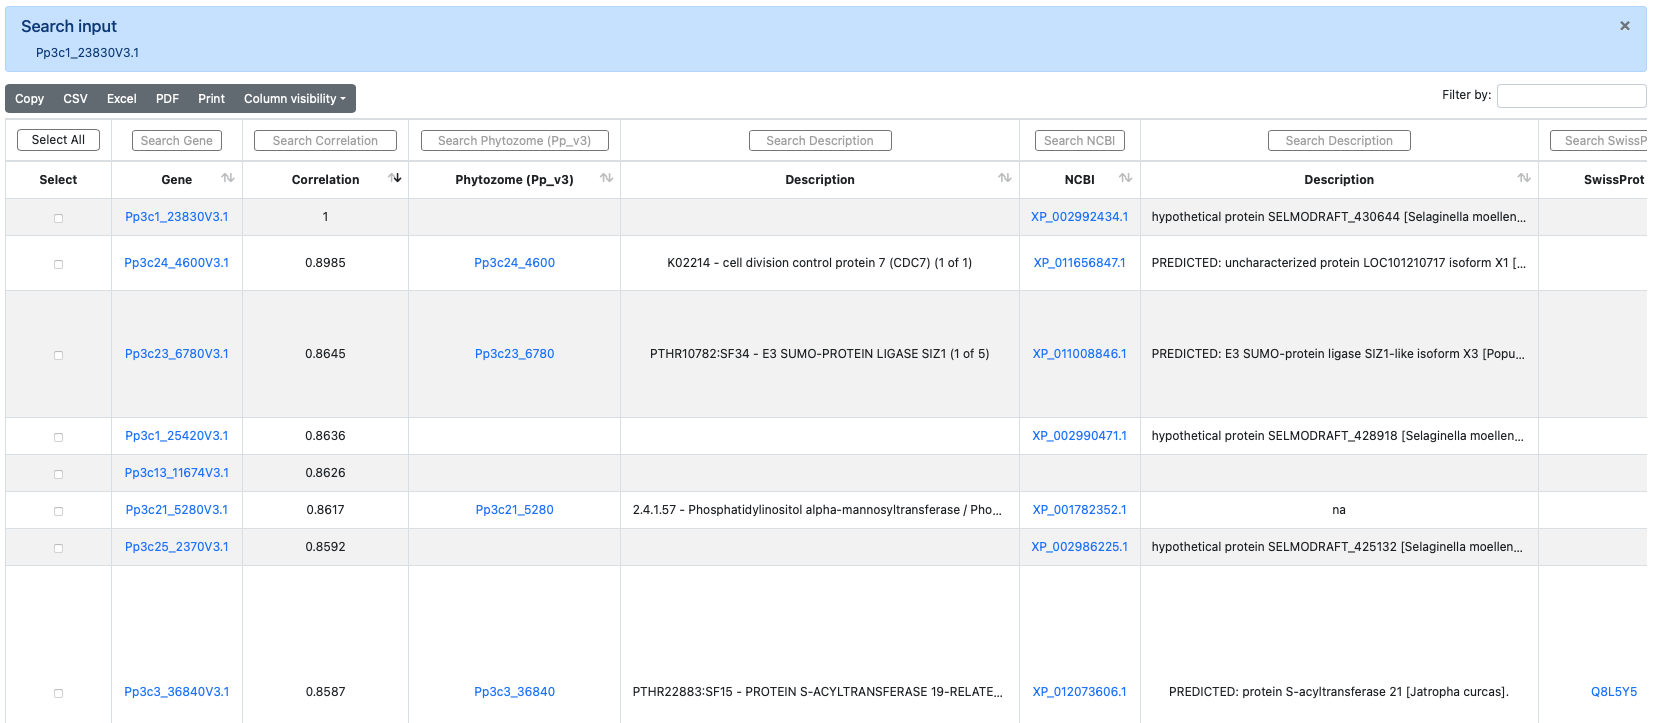 Search input ×
Pp3c1_23830V3.1
Copy CSV Excel PDF Print Column visibility
Filter by:
Select All Search Gene Search Correlation Search Phytozome (Pp_v3) Search Description Search NCBI Search Description Search SwissP
Select Gene Correlation Phytozome (Pp_v3) Description NCBI Description SwissProt
Pp3c1_23830V3.1 1 XP_002992434.1 hypothetical protein SELMODRAFT_430644 [Selaginella moellen...
Pp3c24_4600V3.1 0.8985 Pp3c24_4600 K02214 - cell division control protein 7 (CDC7) (1 of 1) XP_011656847.1 PREDICTED: uncharacterized protein LOC101210717 isoform X1 [...
Pp3c23_6780V3.1 0.8645 Pp3c23_6780 PTHR10782:SF34 - E3 SUMO-PROTEIN LIGASE SIZ1 (1 of 5) XP_011008846.1 PREDICTED: E3 SUMO-protein ligase SIZ1-like isoform X3 [Popu...
Pp3c1_25420V3.1 0.8636 XP_002990471.1 hypothetical protein SELMODRAFT_428918 [Selaginella moellen...
Pp3c13_11674V3.1 0.8626
Pp3c21_5280V3.1 0.8617 Pp3c21_5280 2.4.1.57 - Phosphatidylinositol alpha-mannosyltransferase / Pho... XP_001782352.1 na
Pp3c25_2370V3.1 0.8592 XP_002986225.1 hypothetical protein SELMODRAFT_425132 [Selaginella moellen...
Pp3c3_36840V3.1 0.8587 Pp3c3_36840 PTHR22883:SF15 - PROTEIN S-ACYLTRANSFERASE 19-RELATE... XP_012073606.1 PREDICTED: protein S-acyltransferase 21 [Jatropha curcas]. Q8L5Y5